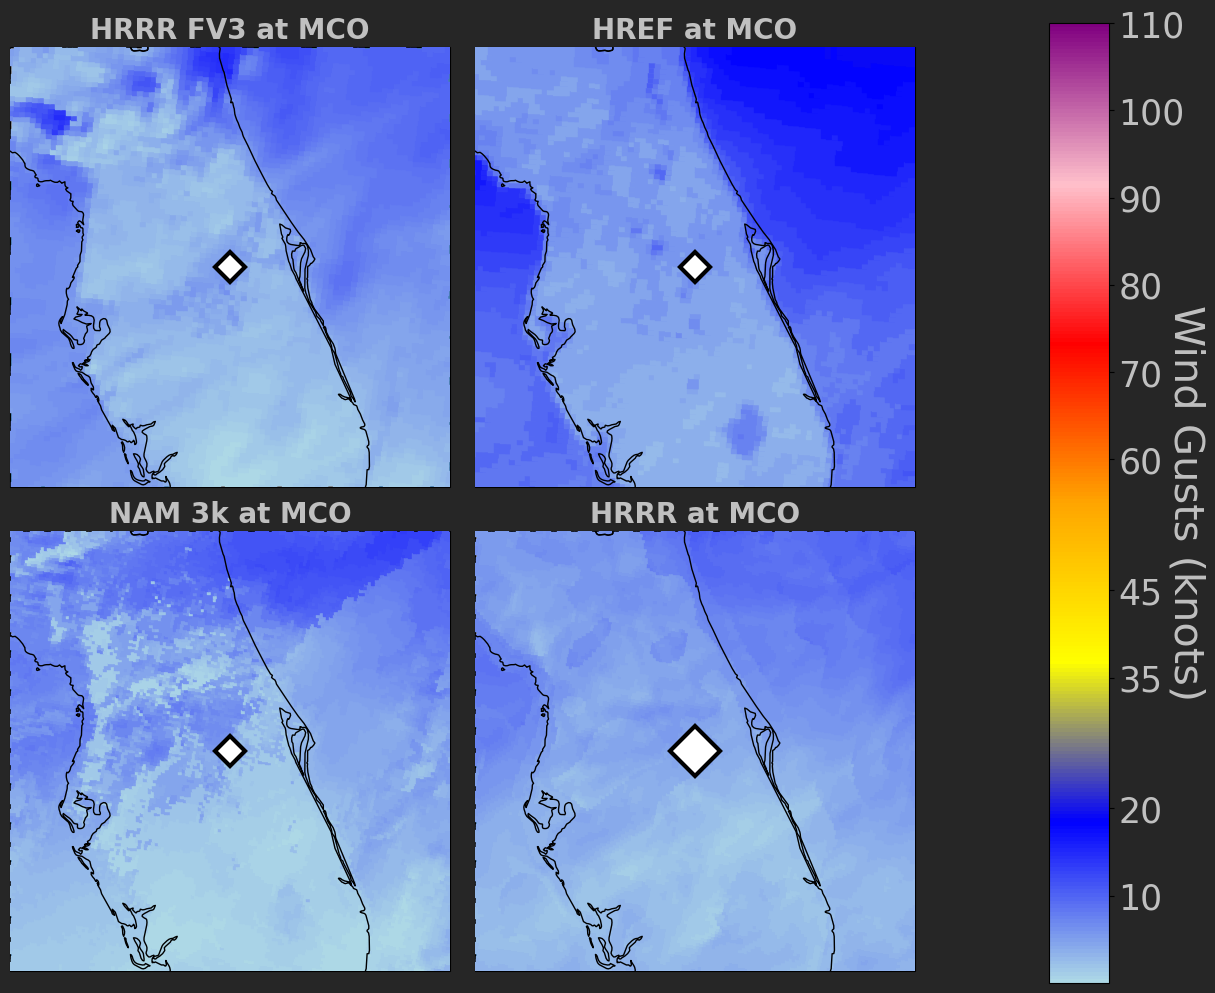 HRRR FV3 at MCO
HREF at MCO
NAM 3k at MCO
HRRR at MCO
110
100
90
80
70
60
45
35
20
10
Wind Gusts (knots)